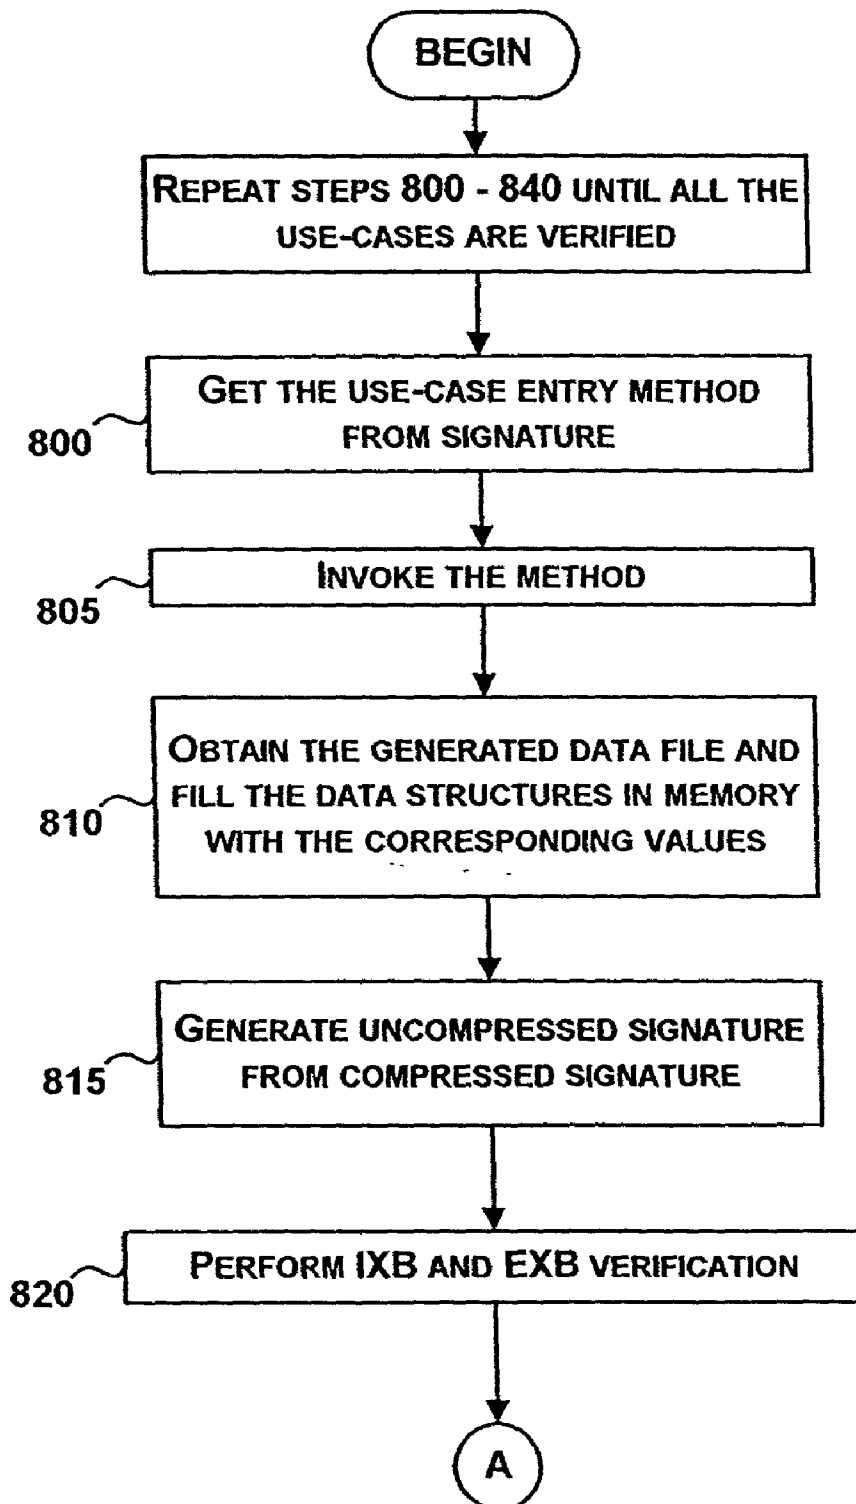 BEGIN
REPEAT STEPS 800 - 840 UNTIL ALL THE
USE-CASES ARE VERIFIED
GET THE USE-CASE ENTRY METHOD
FROM SIGNATURE
800
INVOKE THE METHOD
805
OBTAIN THE GENERATED DATA FILE AND
FILL THE DATA STRUCTURES IN MEMORY
WITH THE CORRESPONDING VALUES
810
GENERATE UNCOMPRESSED SIGNATURE
FROM COMPRESSED SIGNATURE
815
PERFORM IXB AND EXB VERIFICATION
820
A